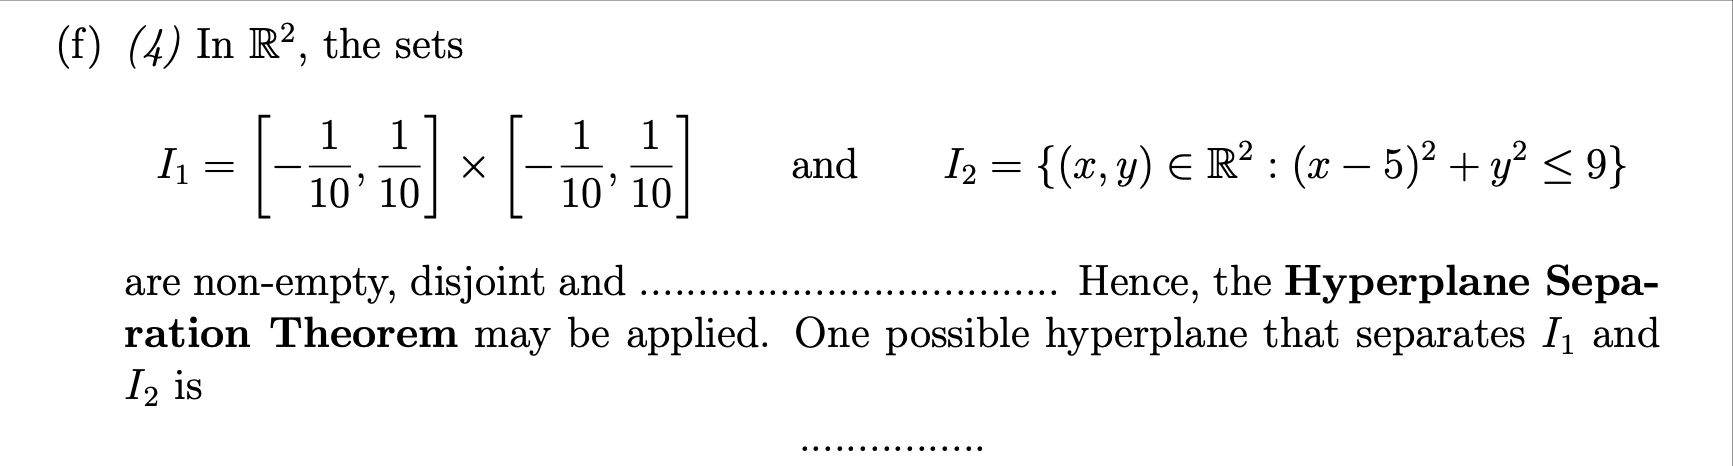 (f) (4) In ℝ², the sets
I₁ = [−1/10, 1/10] × [−1/10, 1/10] and I₂ = {(x, y) ∈ ℝ² : (x − 5)² + y² ≤ 9}
are non-empty, disjoint and .................................... Hence, the Hyperplane Sepa-
ration Theorem may be applied. One possible hyperplane that separates I₁ and
I₂ is
................